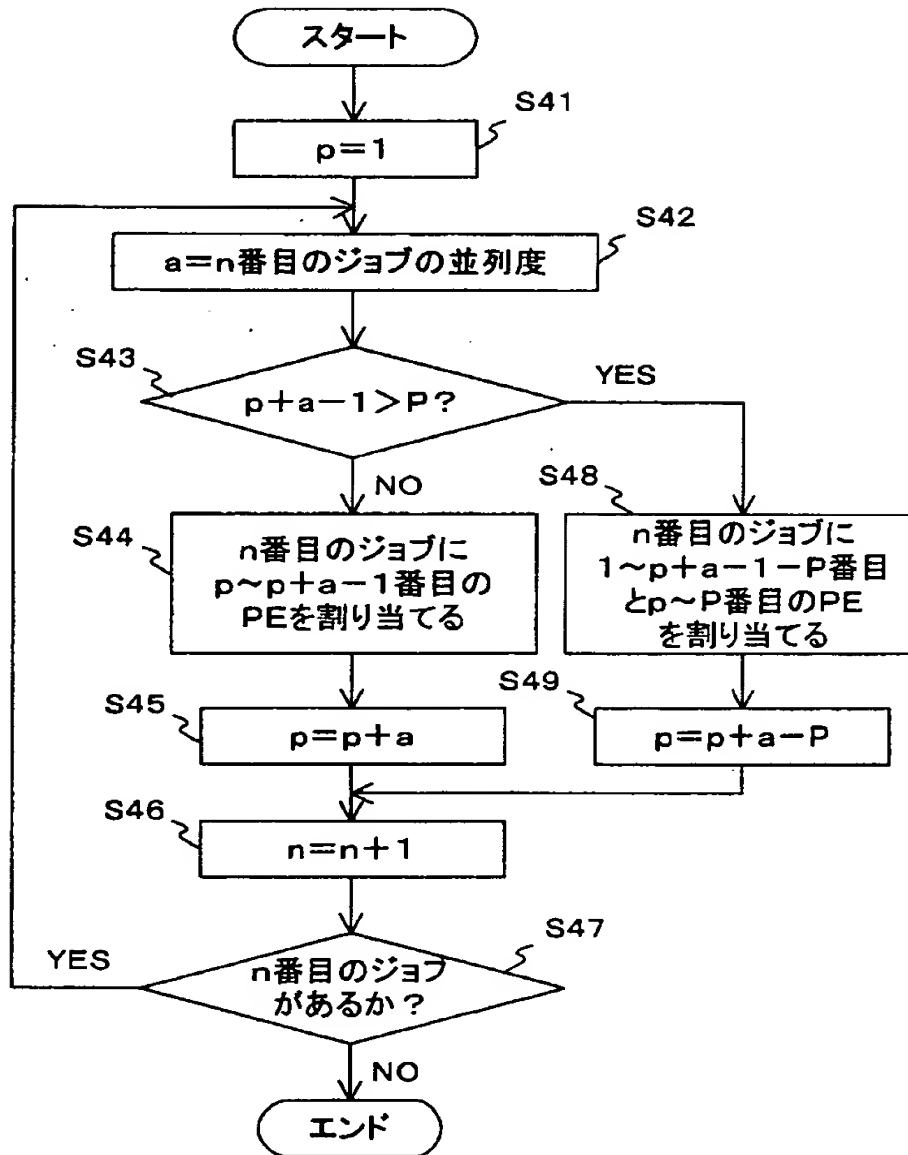 スタート
S41
p=1
S42
a=n番目のジョブの並列度
S43
p+a-1>P?
YES
NO
S44
n番目のジョブに
p~p+a-1番目の
PEを割り当てる
S48
n番目のジョブに
1~p+a-1-P番目
とp~P番目のPE
を割り当てる
S45
p=p+a
S49
p=p+a-P
S46
n=n+1
S47
n番目のジョブ
があるか?
YES
NO
エンド